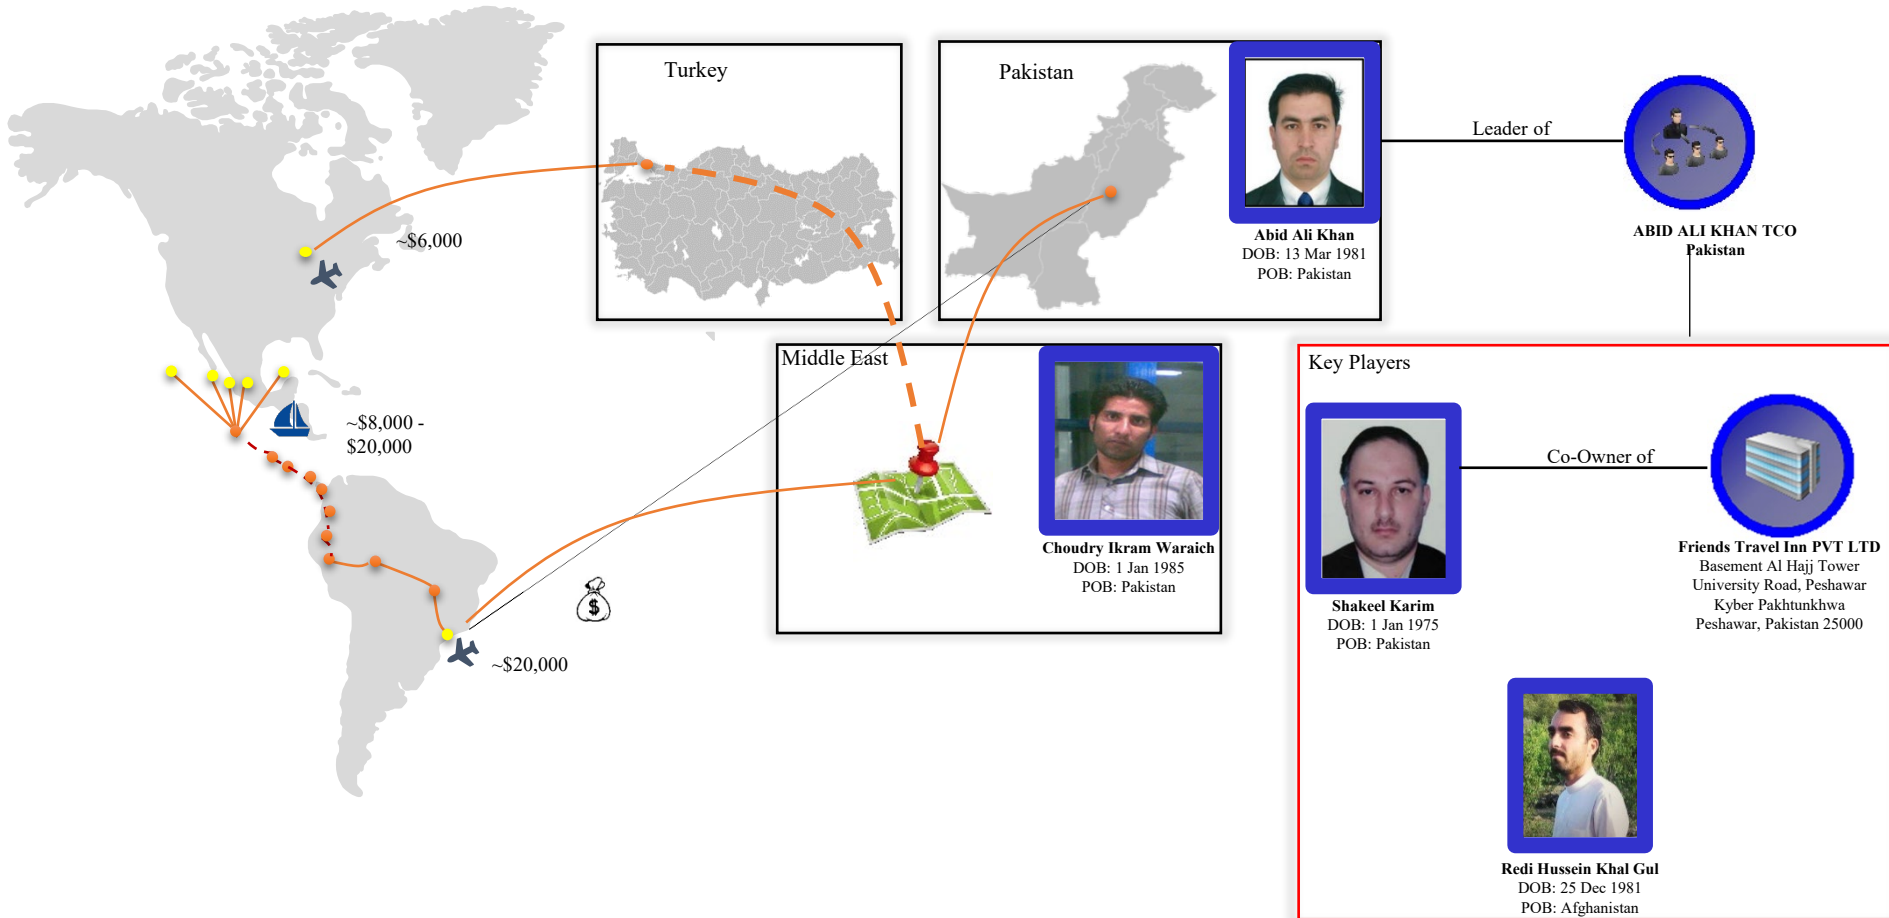 Turkey
Pakistan
Abid Ali Khan
DOB: 13 Mar 1981
POB: Pakistan
Leader of
ABID ALI KHAN TCO
Pakistan
~$6,000
~$8,000 -
$20,000
$
~$20,000
Middle East
Choudry Ikram Waraich
DOB: 1 Jan 1985
POB: Pakistan
Key Players
Shakeel Karim
DOB: 1 Jan 1975
POB: Pakistan
Co-Owner of
Friends Travel Inn PVT LTD
Basement Al Hajj Tower
University Road, Peshawar
Kyber Pakhtunkhwa
Peshawar, Pakistan 25000
Redi Hussein Khal Gul
DOB: 25 Dec 1981
POB: Afghanistan